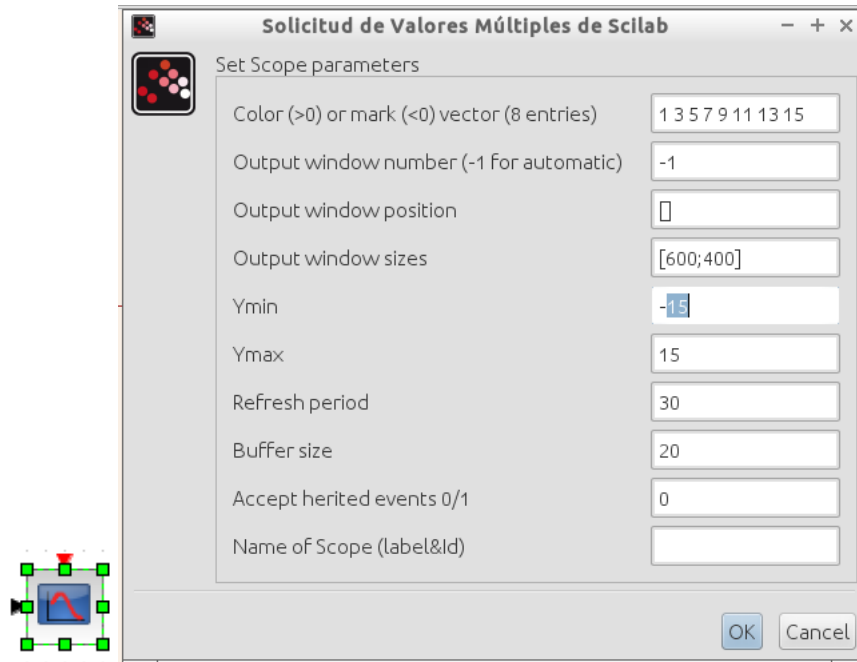 Solicitud de Valores Múltiples de Scilab
Set Scope parameters
Color (>0) or mark (<0) vector (8 entries) 1 3 5 7 9 11 13 15
Output window number (-1 for automatic) -1
Output window position []
Output window sizes [600;400]
Ymin -15
Ymax 15
Refresh period 30
Buffer size 20
Accept herited events 0/1 0
Name of Scope (label&Id)
OK Cancel